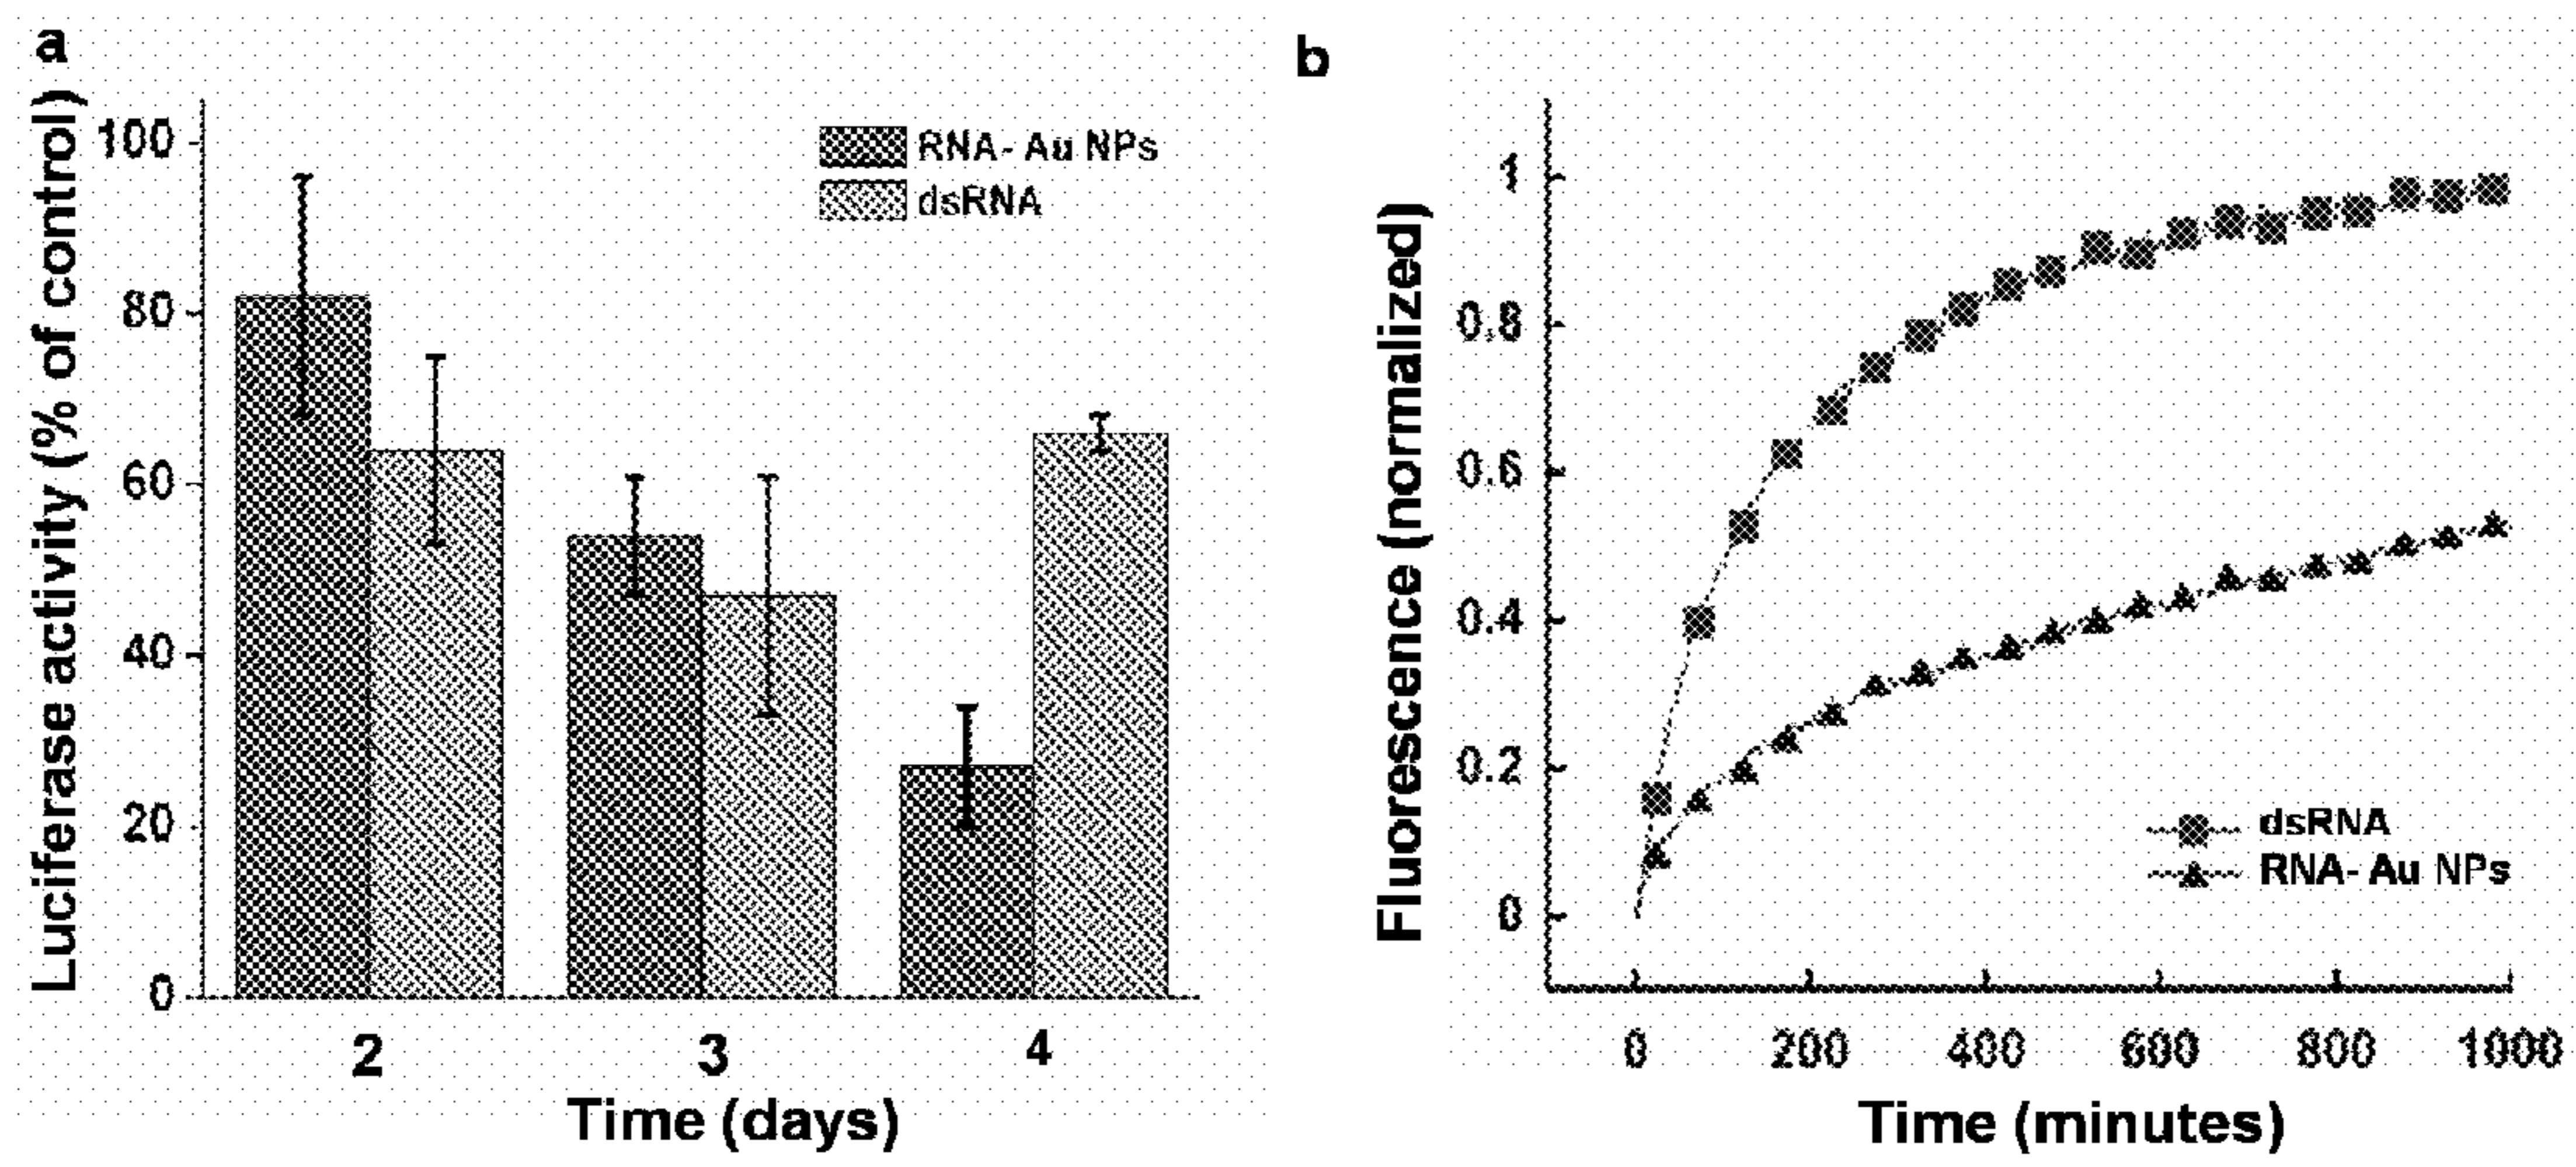 a
Luciferase activity (% of control)
100
80
60
40
20
0
RNA- Au NPs
dsRNA
2 3 4
Time (days)
b
Fluorescence (normalized)
1
0.8
0.6
0.4
0.2
0
dsRNA
RNA- Au NPs
0 200 400 600 800 1000
Time (minutes)